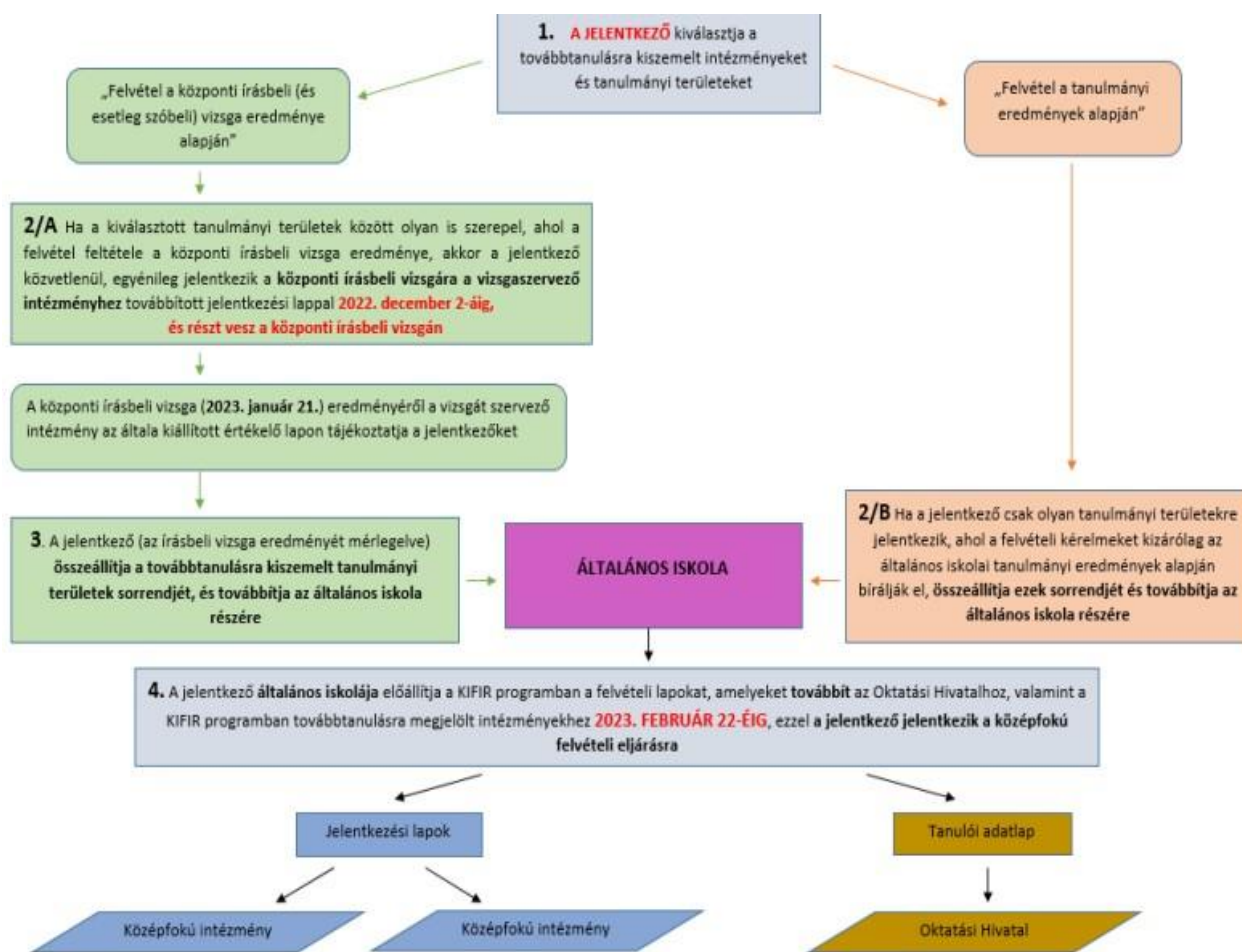 1. A JELENTKEZŐ kiválasztja a
továbbtanulásra kiszemelt intézményeket
és tanulmányi területeket
„Felvétel a központi írásbeli (és
esetleg szóbeli) vizsga eredménye
alapján”
„Felvétel a tanulmányi
eredmények alapján”
2/A Ha a kiválasztott tanulmányi területek között olyan is szerepel, ahol a
felvétel feltétele a központi írásbeli vizsga eredménye, akkor a jelentkező
közvetlenül, egyénileg jelentkezik a központi írásbeli vizsgára a vizsgaszervező
intézményhez továbbított jelentkezési lappal 2022. december 2-áig,
és részt vesz a központi írásbeli vizsgán
A központi írásbeli vizsga (2023. január 21.) eredményéről a vizsgát szervező
intézmény az általa kiállított értékelő lapon tájékoztatja a jelentkezőket
3. A jelentkező (az írásbeli vizsga eredményét mérlegelve)
összeállítja a továbbtanulásra kiszemelt tanulmányi
területek sorrendjét, és továbbítja az általános iskola
részére
ÁLTALÁNOS ISKOLA
2/B Ha a jelentkező csak olyan tanulmányi területekre
jelentkezik, ahol a felvételi kérelmeket kizárólag az
általános iskolai tanulmányi eredmények alapján
bírálják el, összeállítja ezek sorrendjét és továbbítja az
általános iskola részére
4. A jelentkező általános iskolája előállítja a KIFIR programban a felvételi lapokat, amelyeket továbbít az Oktatási Hivatalhoz, valamint a
KIFIR programban továbbtanulásra megjelölt intézményekhez 2023. FEBRUÁR 22-ÉIG, ezzel a jelentkező jelentkezik a középfokú
felvételi eljárásra
Jelentkezési lapok
Tanulói adatlap
Középfokú intézmény
Középfokú intézmény
Oktatási Hivatal